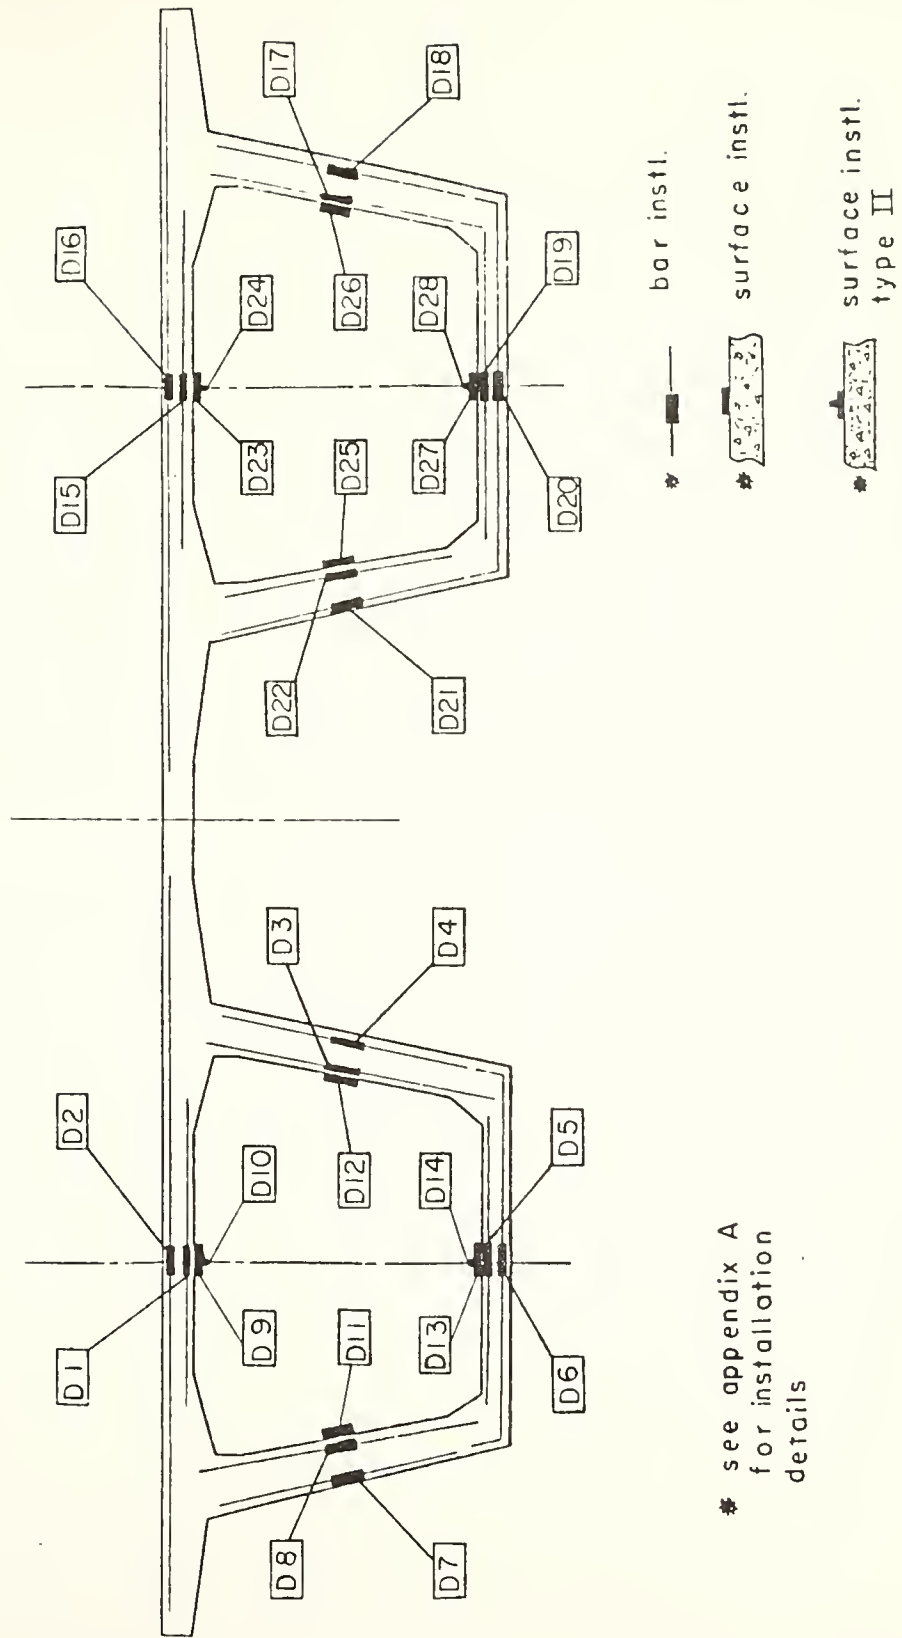 D1
D2
D3
D4
D5
D6
D7
D8
D9
D10
D11
D12
D13
D14
D15
D16
D17
D18
D19
D20
D21
D22
D23
D24
D25
D26
D27
D28
* bar instl.
* surface instl.
* surface instl.
type II
* see appendix A
for installation
details